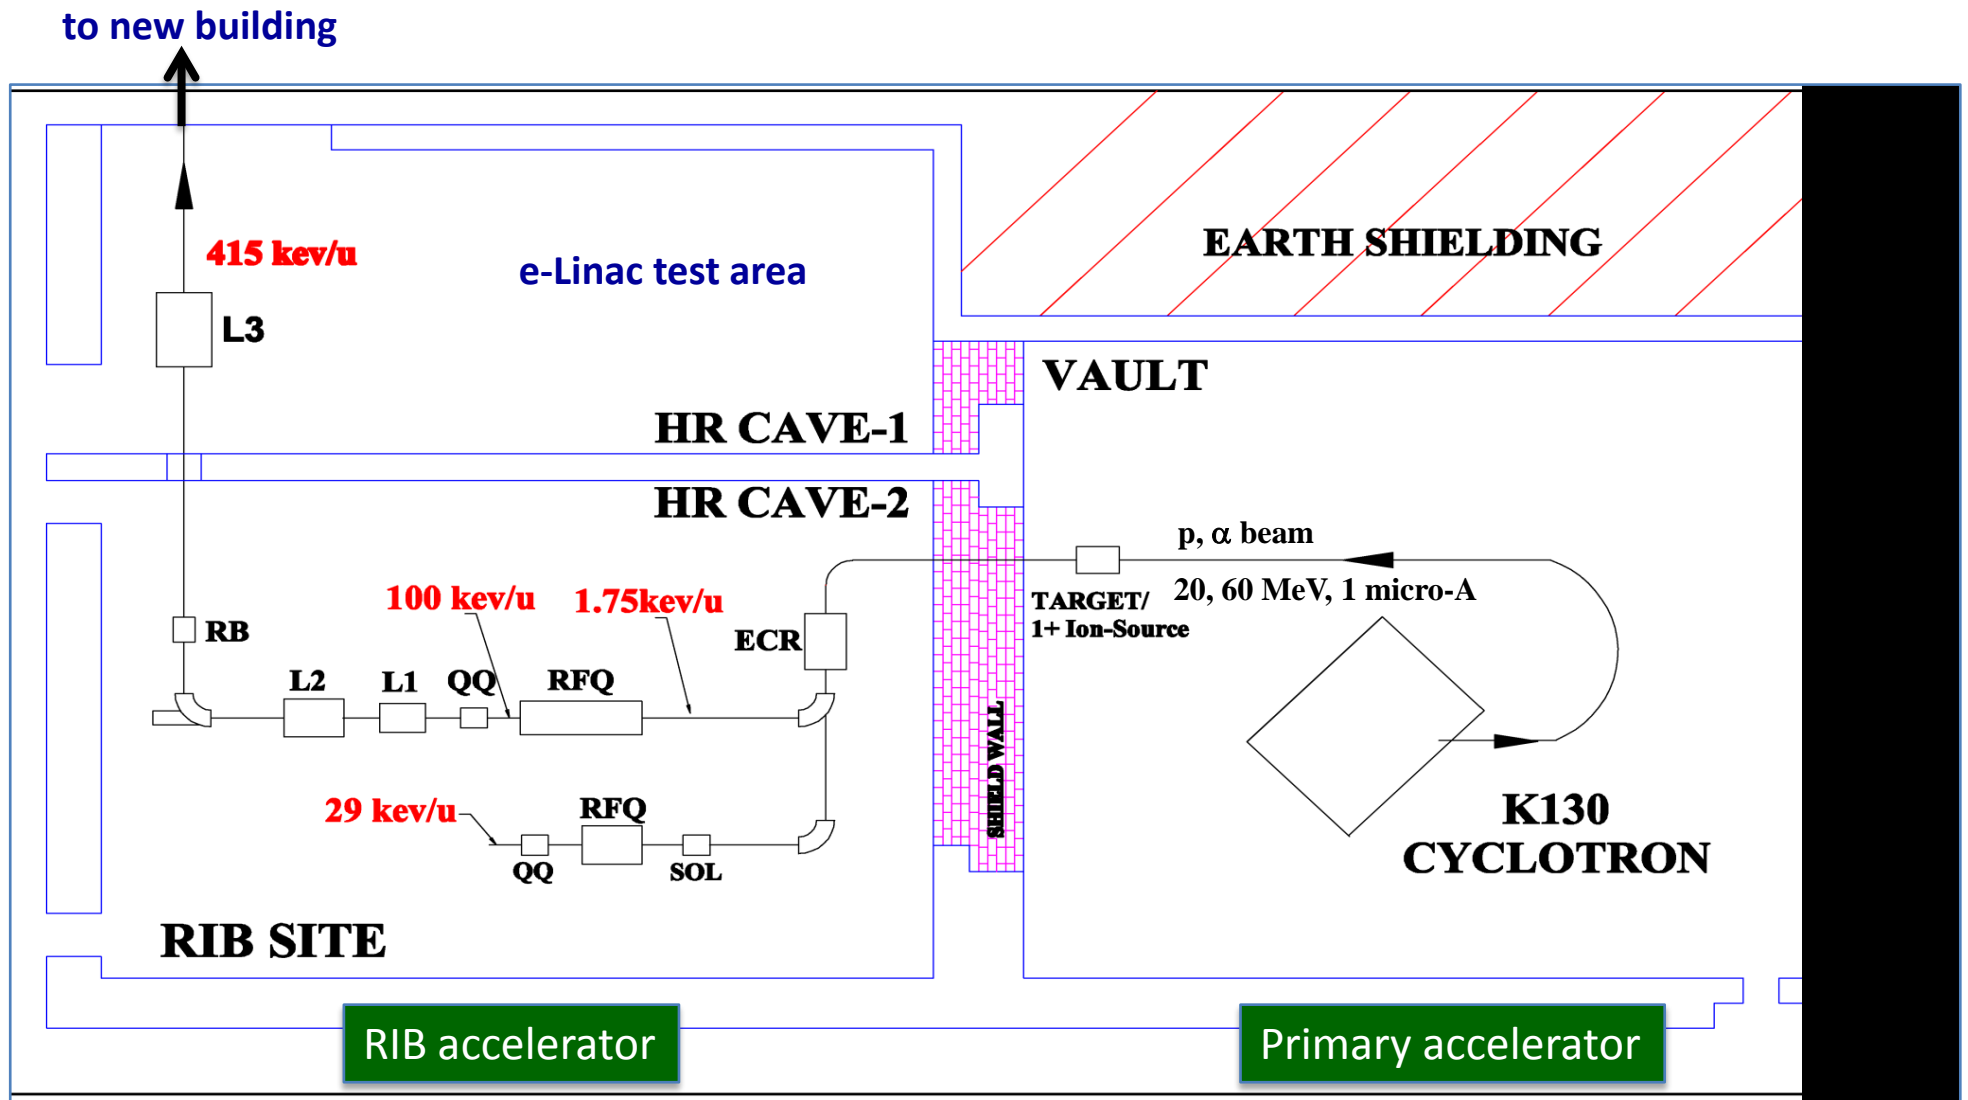 to new building
415 kev/u
e-Linac test area
EARTH SHIELDING
L3
VAULT
HR CAVE-1
HR CAVE-2
p, α beam
20, 60 MeV, 1 micro-A
TARGET/
1+ Ion-Source
100 kev/u
1.75kev/u
RB
ECR
L2
L1
QQ
RFQ
SHIELD WALL
29 kev/u
RFQ
QQ
SOL
K130
CYCLOTRON
RIB SITE
RIB accelerator
Primary accelerator